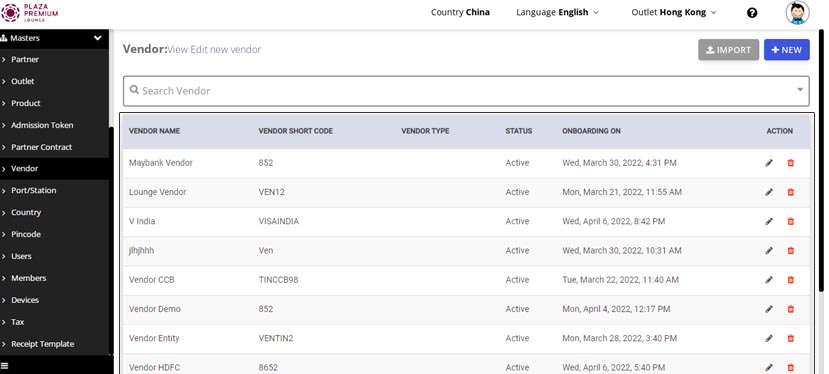 PLAZA
PREMIUM
LOUNGE
Country China
Language English
Outlet Hong Kong
Masters
Partner
Outlet
Product
Admission Token
Partner Contract
Vendor
Port/Station
Country
Pincode
Users
Members
Devices
Tax
Receipt Template
Vendor:View Edit new vendor
IMPORT
+ NEW
Search Vendor
VENDOR NAME VENDOR SHORT CODE VENDOR TYPE STATUS ONBOARDING ON ACTION
Maybank Vendor 852 Active Wed, March 30, 2022, 4:31 PM
Lounge Vendor VEN12 Active Mon, March 21, 2022, 11:55 AM
V India VISAINDIA Active Wed, April 6, 2022, 8:42 PM
jlhjhhh Ven Active Wed, March 30, 2022, 10:31 AM
Vendor CCB TINCCB98 Active Tue, March 22, 2022, 11:40 AM
Vendor Demo 852 Active Mon, April 4, 2022, 12:17 PM
Vendor Entity VENTIN2 Active Mon, March 28, 2022, 3:40 PM
Vendor HDFC 8652 Active Wed, April 6, 2022, 5:40 PM